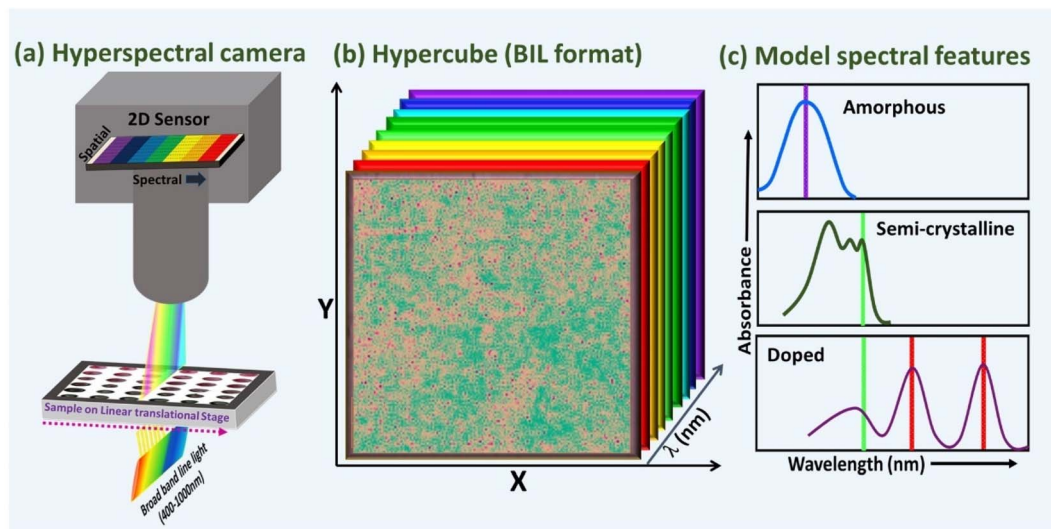 (a) Hyperspectral camera
2D Sensor
Spatial
Spectral
Sample on Linear translational Stage
Broad band line light
(400-1000nm)
(b) Hypercube (BIL format)
Y
X
λ (nm)
(c) Model spectral features
Amorphous
Semi-crystalline
Doped
Absorbance
Wavelength (nm)